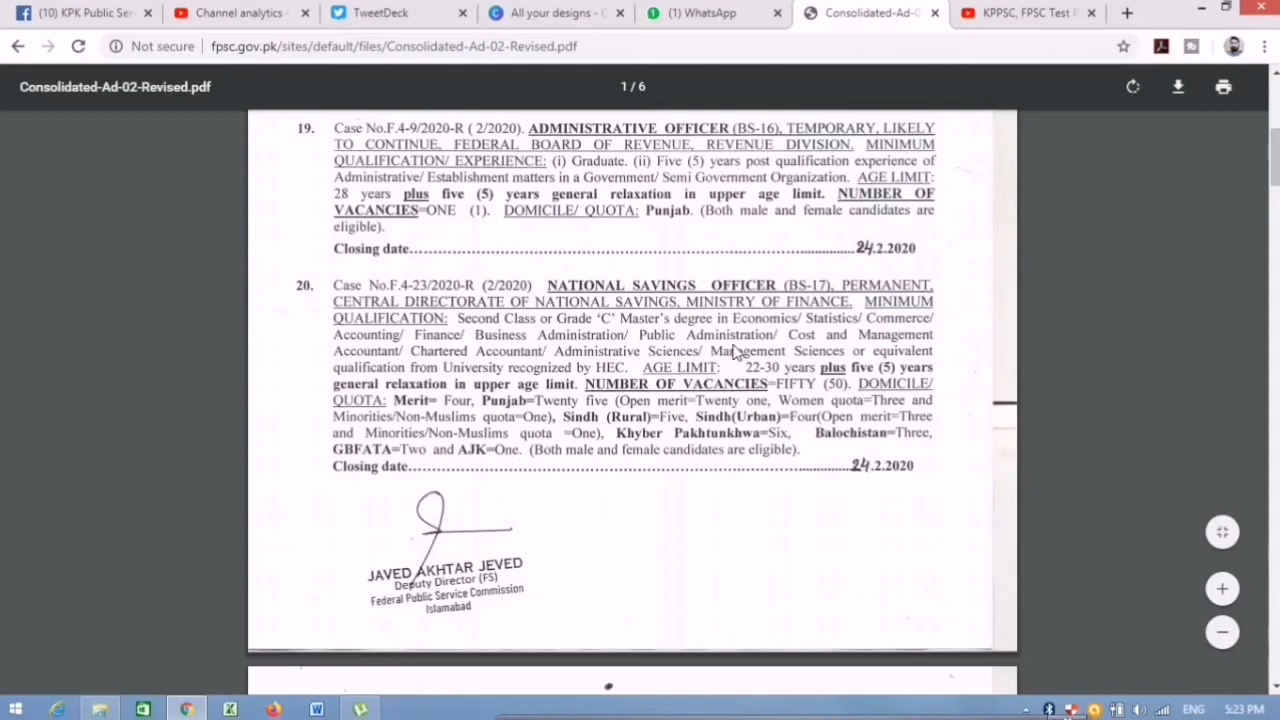 (10) KPK Public Serv
Channel analytics -
TweetDeck
All your designs - C
(1) WhatsApp
Consolidated-Ad-0
KPPSC, FPSC Test P
Not secure
fpsc.gov.pk/sites/default/files/Consolidated-Ad-02-Revised.pdf
Consolidated-Ad-02-Revised.pdf
1 / 6
19. Case No.F.4-9/2020-R ( 2/2020). ADMINISTRATIVE OFFICER (BS-16), TEMPORARY, LIKELY
TO CONTINUE, FEDERAL BOARD OF REVENUE, REVENUE DIVISION. MINIMUM
QUALIFICATION/ EXPERIENCE: (i) Graduate. (ii) Five (5) years post qualification experience of
Administrative/ Establishment matters in a Government/ Semi Government Organization. AGE LIMIT:
28 years plus five (5) years general relaxation in upper age limit. NUMBER OF
VACANCIES=ONE (1). DOMICILE/ QUOTA: Punjab. (Both male and female candidates are
eligible).
Closing date........................................................................................24.2.2020
20. Case No.F.4-23/2020-R (2/2020) NATIONAL SAVINGS OFFICER (BS-17), PERMANENT,
CENTRAL DIRECTORATE OF NATIONAL SAVINGS, MINISTRY OF FINANCE. MINIMUM
QUALIFICATION: Second Class or Grade ‘C’ Master’s degree in Economics/ Statistics/ Commerce/
Accounting/ Finance/ Business Administration/ Public Administration/ Cost and Management
Accountant/ Chartered Accountant/ Administrative Sciences/ Management Sciences or equivalent
qualification from University recognized by HEC. AGE LIMIT: 22-30 years plus five (5) years
general relaxation in upper age limit. NUMBER OF VACANCIES=FIFTY (50). DOMICILE/
QUOTA: Merit= Four, Punjab=Twenty five (Open merit=Twenty one, Women quota=Three and
Minorities/Non-Muslims quota=One), Sindh (Rural)=Five, Sindh(Urban)=Four(Open merit=Three
and Minorities/Non-Muslims quota =One), Khyber Pakhtunkhwa=Six, Balochistan=Three,
GBFATA=Two and AJK=One. (Both male and female candidates are eligible).
Closing date........................................................................................24.2.2020
JAVED AKHTAR JEVED
Deputy Director (FS)
Federal Public Service Commission
Islamabad
ENG
5:23 PM